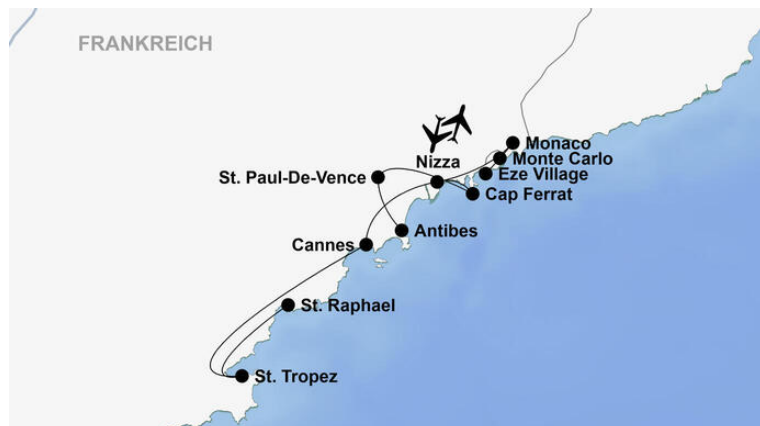 FRANKREICH
Monaco
Nizza
Monte Carlo
St. Paul-De-Vence
Eze Village
Cap Ferrat
Cannes
Antibes
St. Raphael
St. Tropez